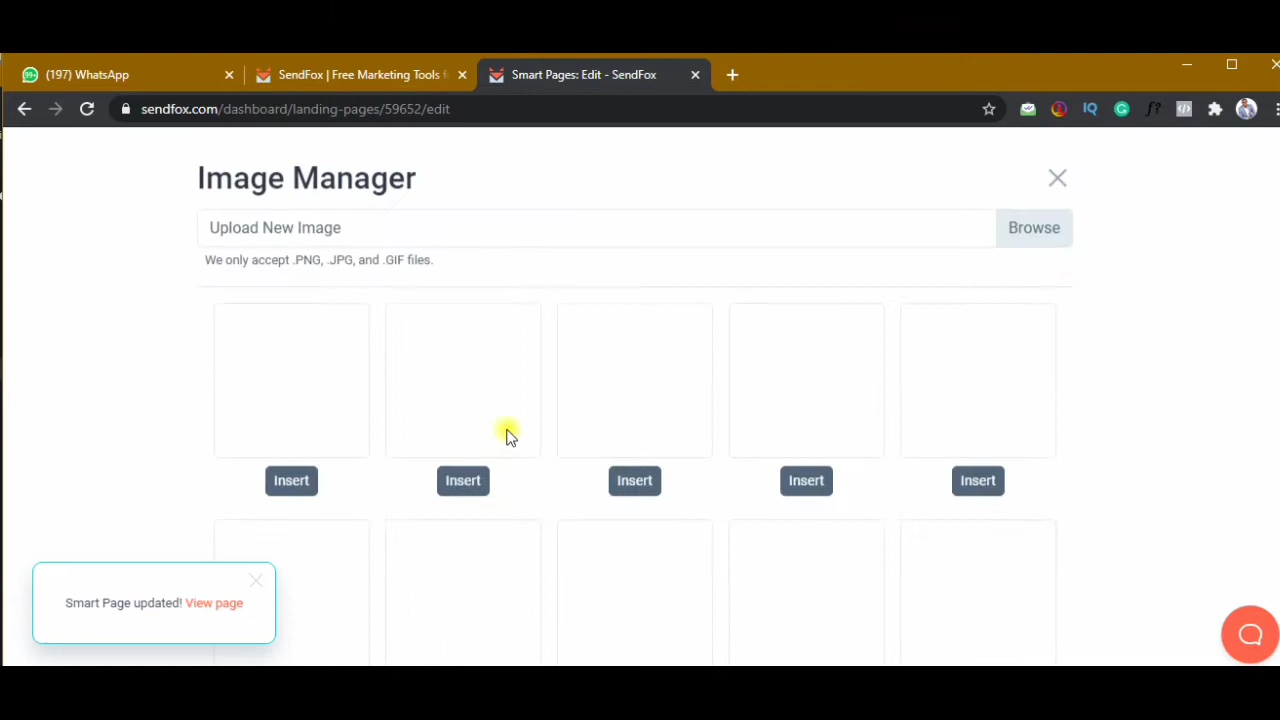 (197) WhatsApp
SendFox | Free Marketing Tools f
Smart Pages: Edit - SendFox
sendfox.com/dashboard/landing-pages/59652/edit
Image Manager
Upload New Image
Browse
We only accept .PNG, .JPG, and .GIF files.
Insert
Insert
Insert
Insert
Insert
Smart Page updated! View page